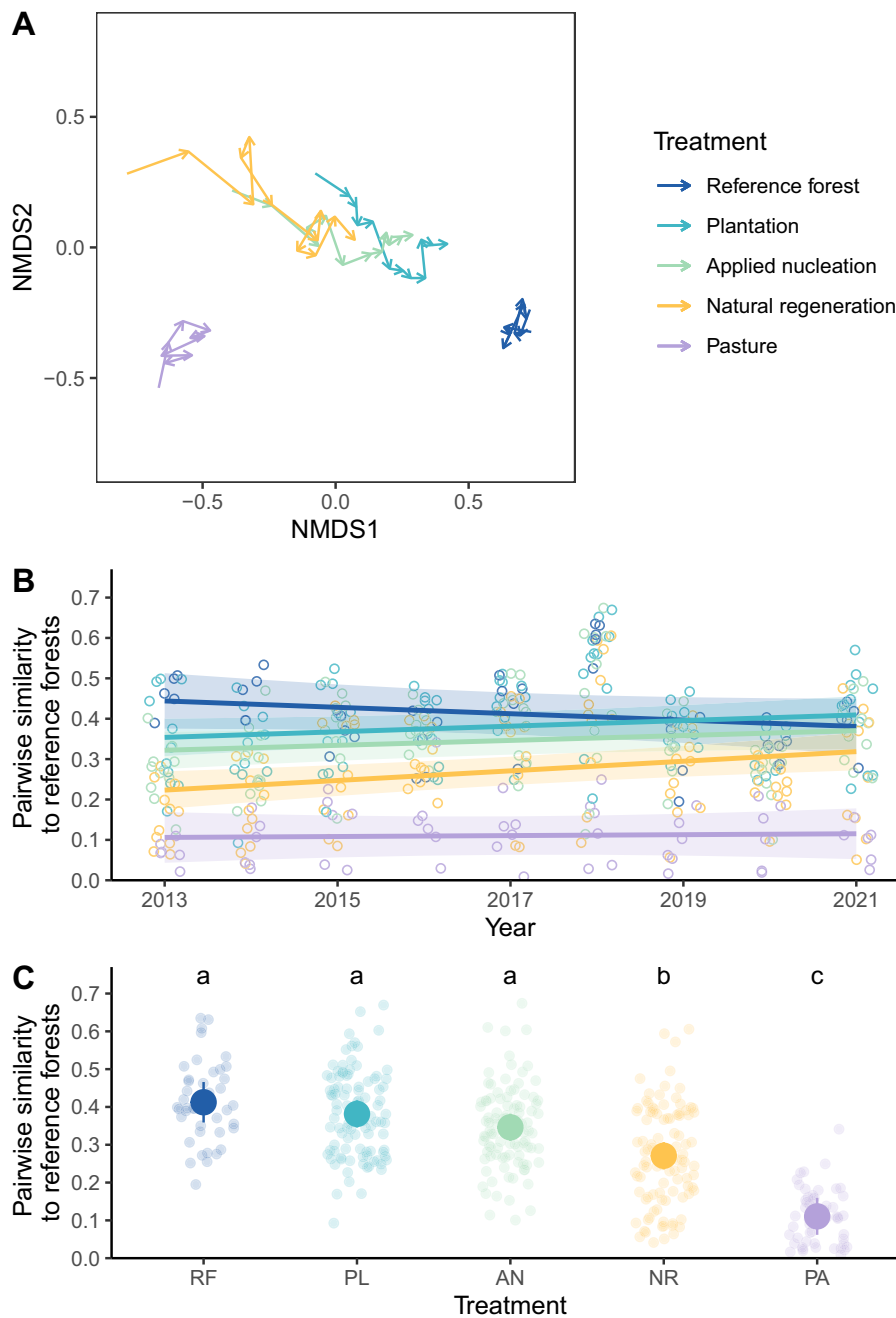 A
0.5
0.0
−0.5
NMDS2
−0.5
0.0
0.5
NMDS1
Treatment
Reference forest
Plantation
Applied nucleation
Natural regeneration
Pasture
B
0.7
0.6
0.5
0.4
0.3
0.2
0.1
0.0
Pairwise similarity
to reference forests
2013
2015
2017
2019
2021
Year
C
a
a
a
b
c
0.7
0.6
0.5
0.4
0.3
0.2
0.1
0.0
Pairwise similarity
to reference forests
RF
PL
AN
NR
PA
Treatment